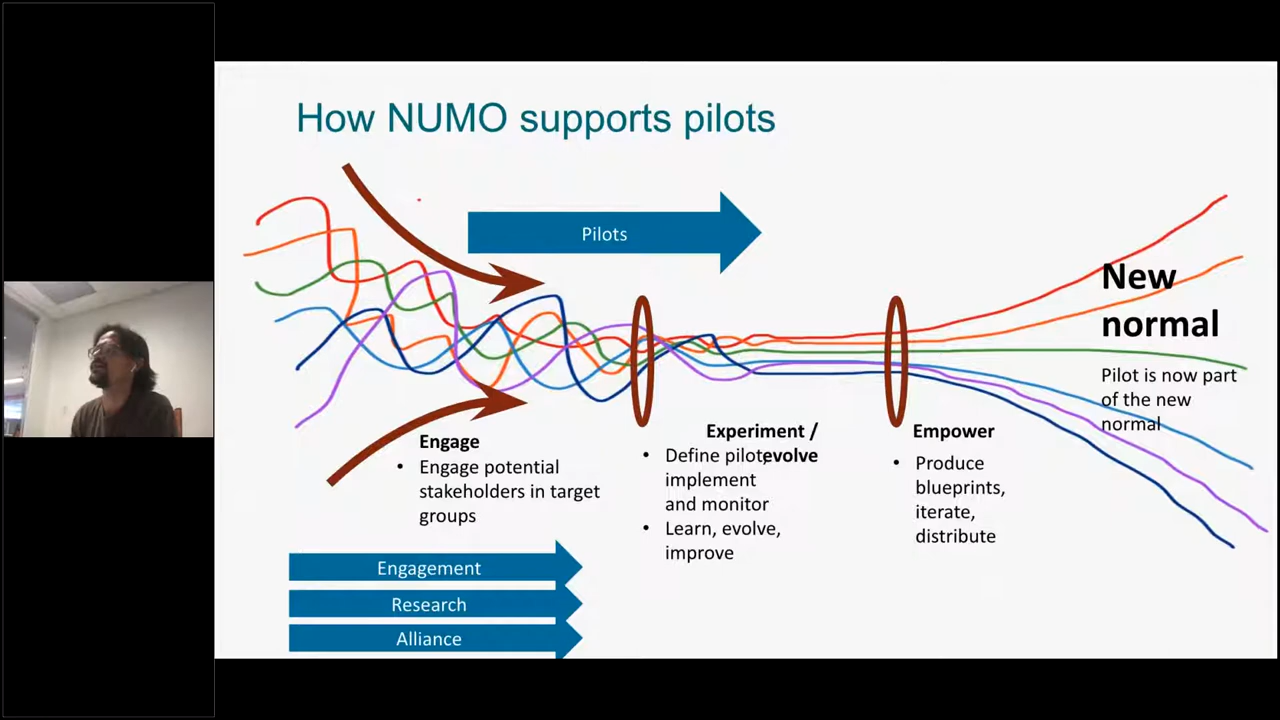 How NUMO supports pilots
Pilots
New
normal
Pilot is now part
of the new
normal
Engage
• Engage potential
stakeholders in target
groups
Experiment /
evolve
• Define pilot,
implement
and monitor
• Learn, evolve,
improve
Empower
• Produce
blueprints,
iterate,
distribute
Engagement
Research
Alliance